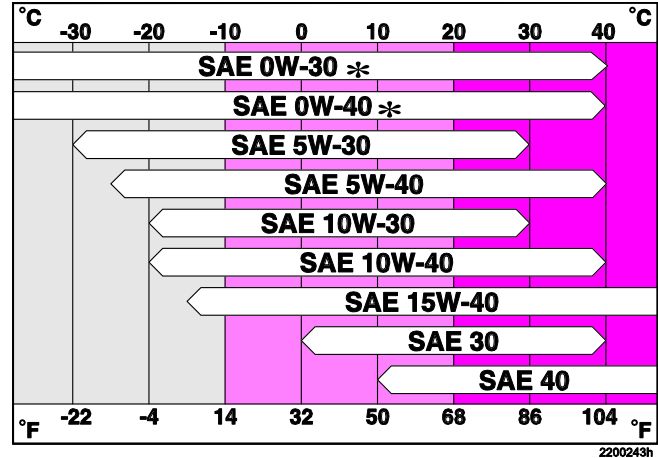 °C °C
-30 -20 -10 0 10 20 30 40
SAE 0W-30 *
SAE 0W-40 *
SAE 5W-30
SAE 5W-40
SAE 10W-30
SAE 10W-40
SAE 15W-40
SAE 30
SAE 40
-22 -4 14 32 50 68 86 104
°F °F
2200243h